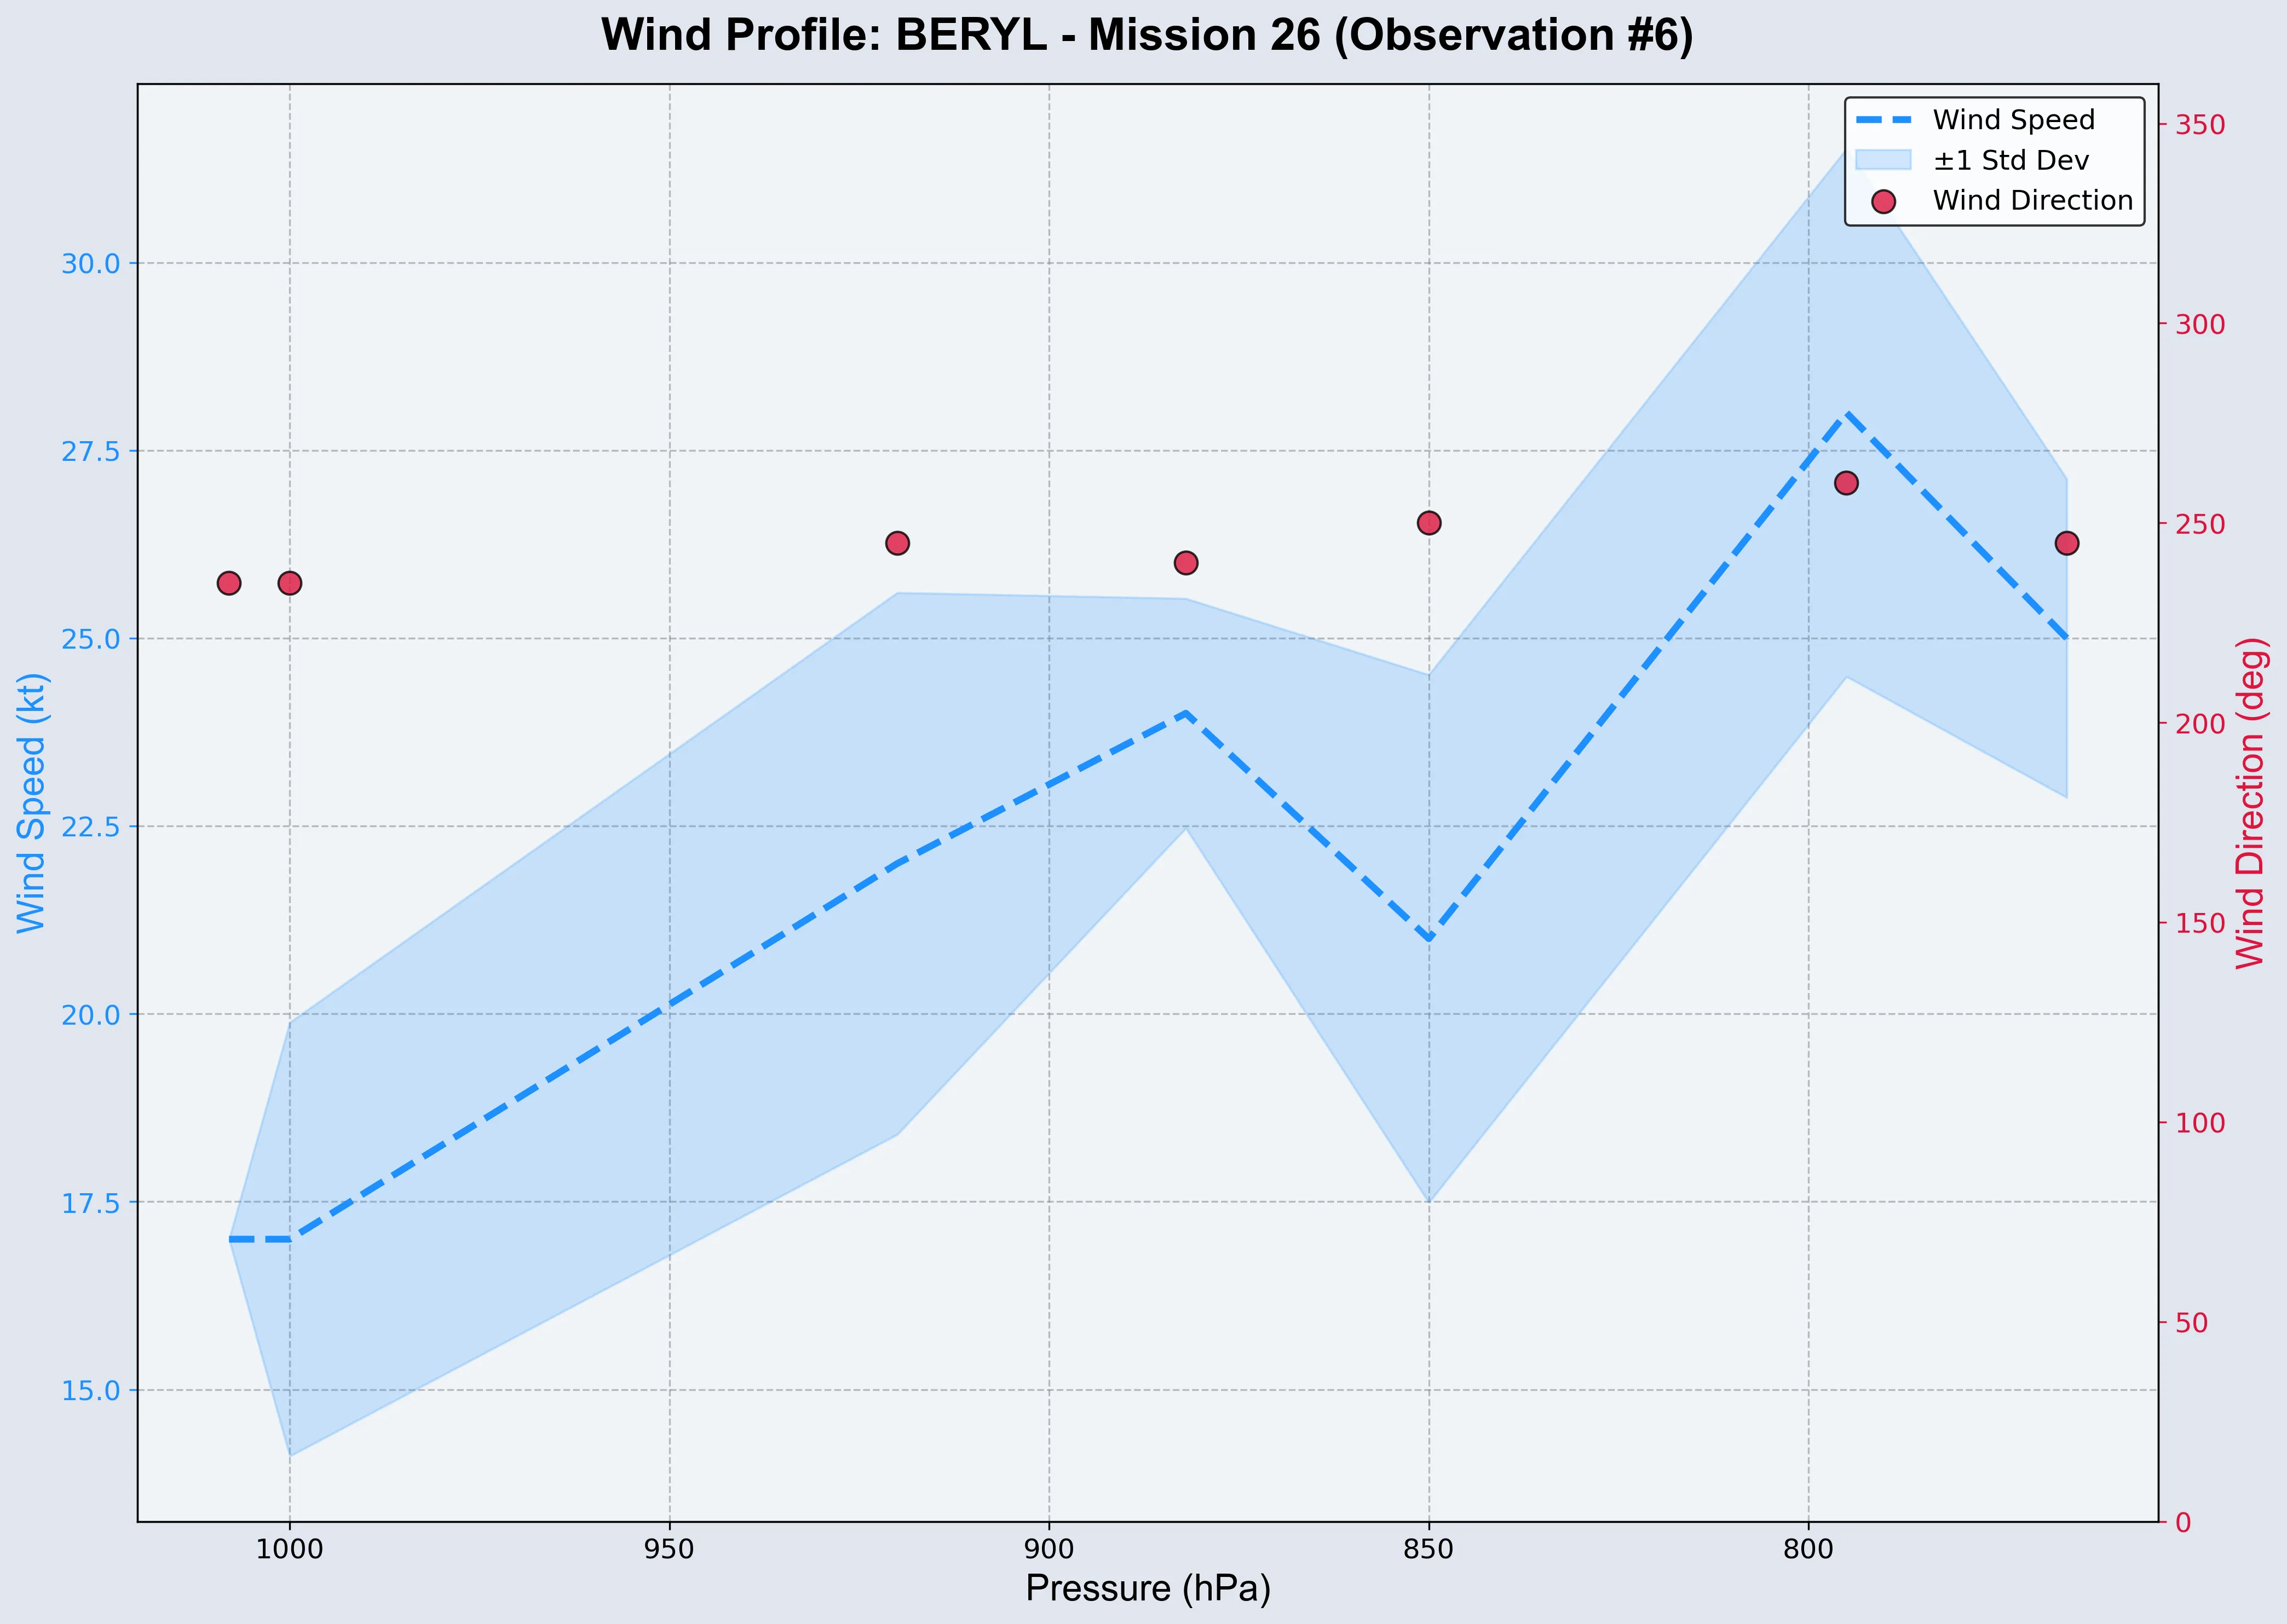 Wind Profile: BERYL - Mission 26 (Observation #6)
Wind Speed
±1 Std Dev
Wind Direction
30.0
27.5
25.0
22.5
20.0
17.5
15.0
Wind Speed (kt)
350
300
250
200
150
100
50
0
Wind Direction (deg)
1000
950
900
850
800
Pressure (hPa)